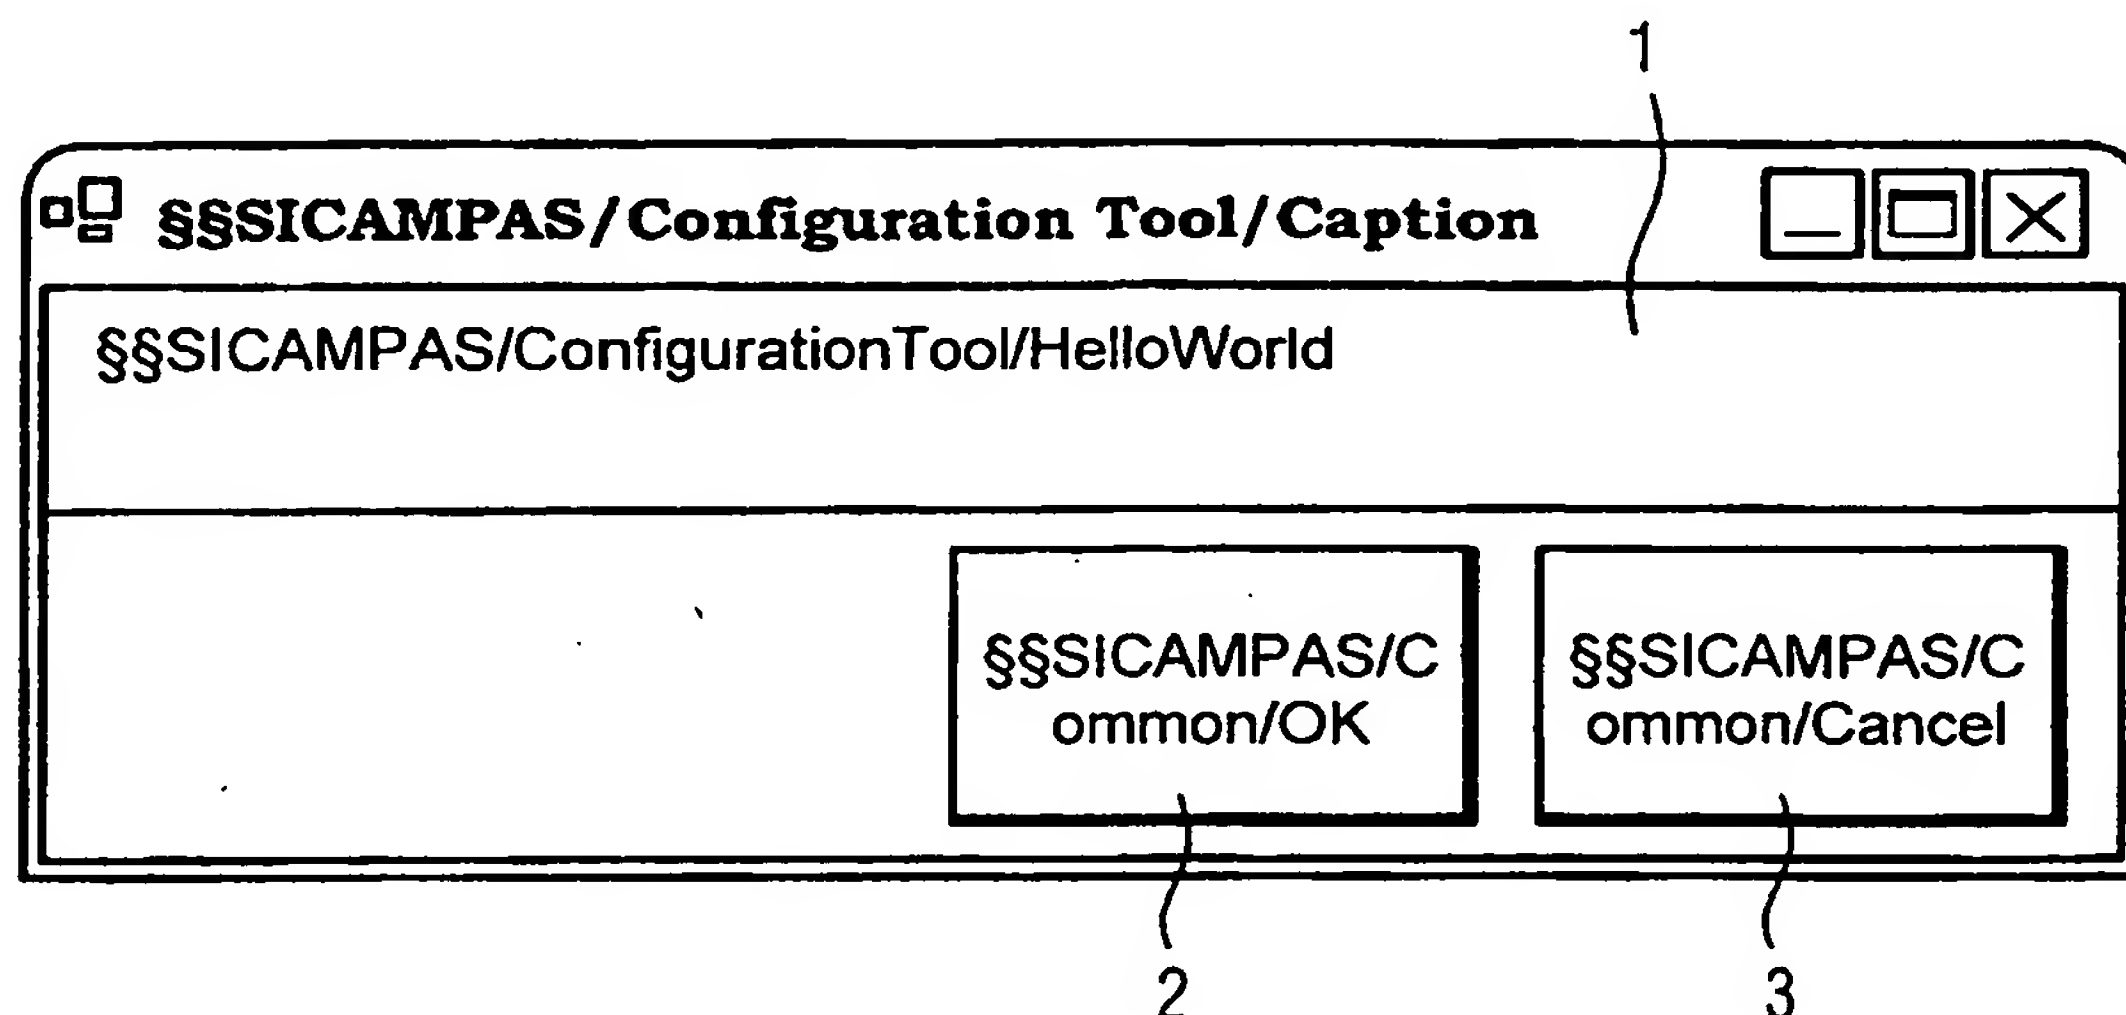 1
§§SICAMPAS/Configuration Tool/Caption
§§SICAMPAS/ConfigurationTool/HelloWorld
§§SICAMPAS/C
ommon/OK
§§SICAMPAS/C
ommon/Cancel
2
3